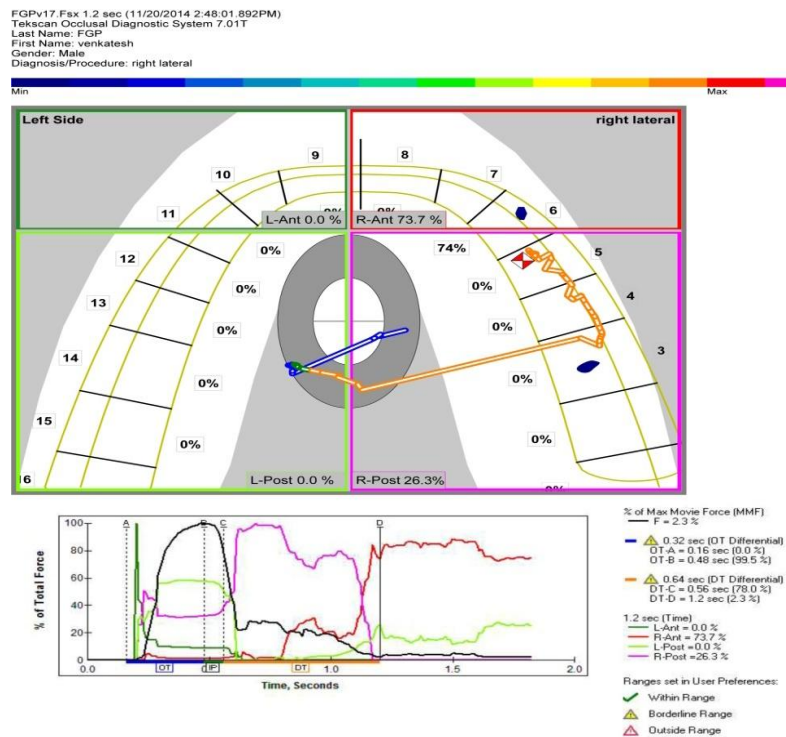 FGPv17.Fsx 1.2 sec (11/20/2014 2:48:01.892PM)
Tekscan Occlusal Diagnostic System 7.01T
Last Name: FGP
First Name: venkatesh
Gender: Male
Diagnosis/Procedure: right lateral
Min Max
Left Side right lateral
9 8
10 7
11 6
0% 0%
L-Ant 0.0 % R-Ant 73.7 %
12 0% 74% 5
13 0% 0% 4
14 0% 0% 3
0% 0%
15 0% 0%
16 L-Post 0.0 % R-Post 26.3% 0%
% of Total Force
100
80
60
40
20
0
A B C D
OT IP DT
0.0 0.5 1.0 1.5 2.0
Time, Seconds
% of Max Movie Force (MMF)
F = 2.3 %
0.32 sec (OT Differential)
OT-A = 0.16 sec (0.0 %)
OT-B = 0.48 sec (99.5 %)
0.64 sec (DT Differential)
DT-C = 0.56 sec (78.0 %)
DT-D = 1.2 sec (2.3 %)
1.2 sec (Time)
L-Ant = 0.0 %
R-Ant = 73.7 %
L-Post =0.0 %
R-Post =26.3 %
Ranges set in User Preferences:
Within Range
Borderline Range
Outside Range